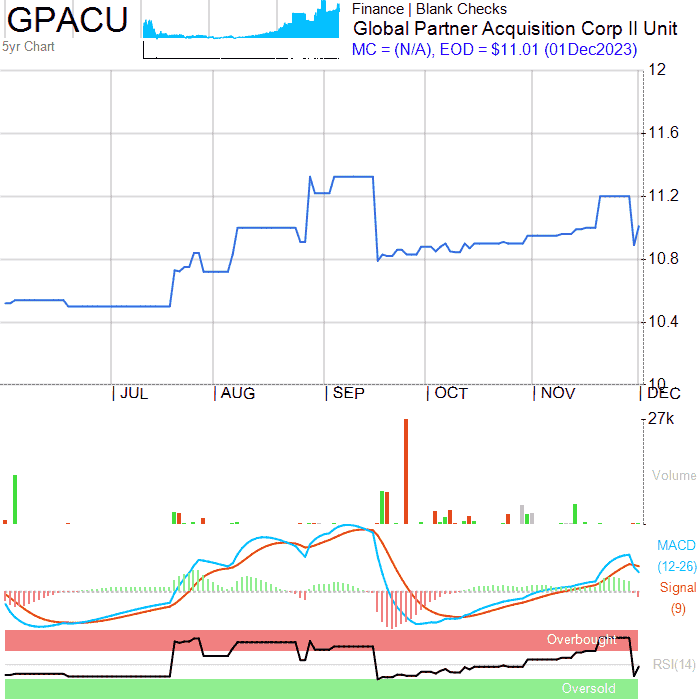 GPACU
5yr Chart
Finance | Blank Checks
Global Partner Acquisition Corp II Unit
MC = (N/A), EOD = $11.01 (01Dec2023)
12
11.6
11.2
10.8
10.4
10
JUL AUG SEP OCT NOV DEC
27k
Volume
MACD
(12-26)
Signal
(9)
Overbought
RSI(14)
Oversold